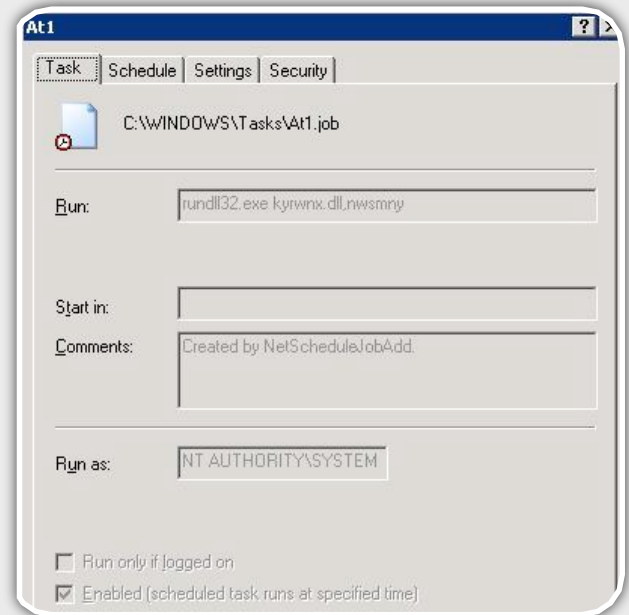 At1
Task Schedule Settings Security
C:\WINDOWS\Tasks\At1.job
Run: rundll32.exe kyrwnx.dll,nwsmny
Start in:
Comments: Created by NetScheduleJobAdd.
Run as: NT AUTHORITY\SYSTEM
Run only if logged on
Enabled (scheduled task runs at specified time)